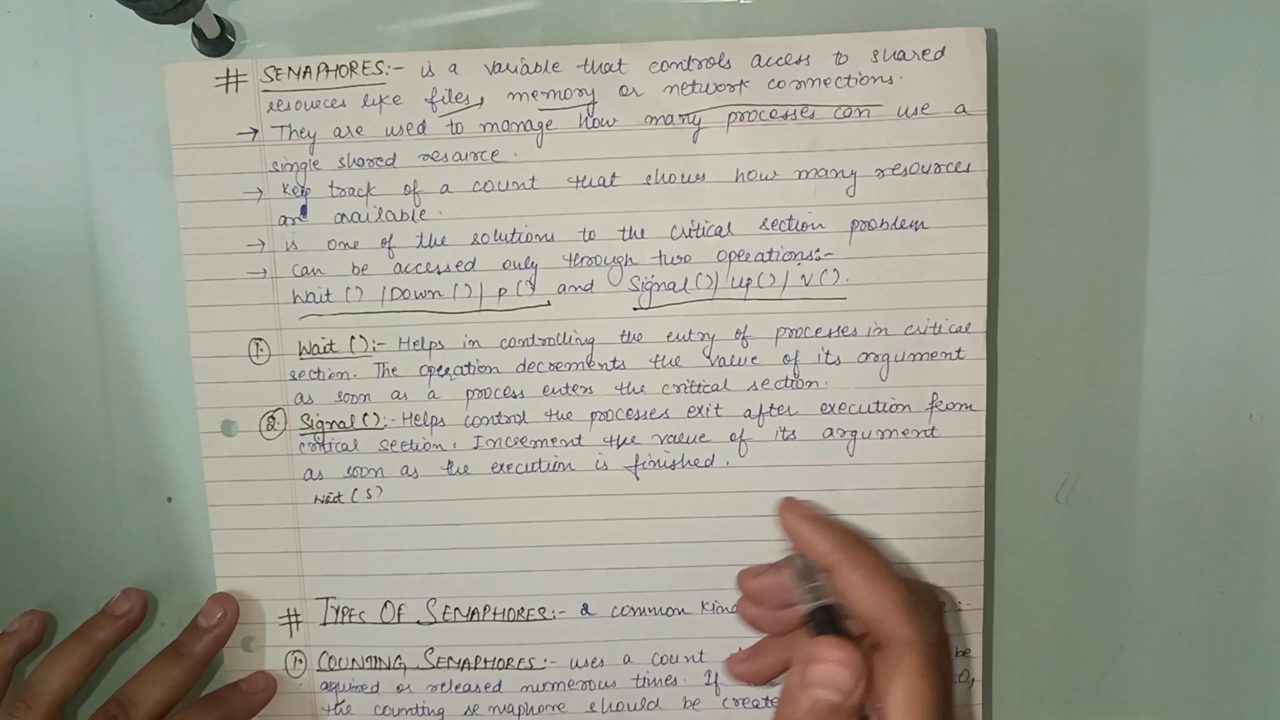 # SEMAPHORES:- is a variable that controls access to shared
resources like files, memory or network connections.
→ They are used to manage how many processes can use a
single shared resource.
→ Keep track of a count that shows how many resources
are available.
→ is one of the solutions to the critical section problem
→ can be accessed only through two operations:-
Wait () / Down () / P () and Signal () / Up () / V ().
1. Wait ():- Helps in controlling the entry of processes in critical
section. The operation decrements the value of its argument
as soon as a process enters the critical section.
2. Signal ():- Helps control the processes exit after execution from
critical section. Increment the value of its argument
as soon as the execution is finished.
Wait (S)
# TYPES OF SEMAPHORES:- 2 common
1. COUNTING SEMAPHORES:- uses a count be
aquired or released numerous times. If 0,
the counting semaphore should be